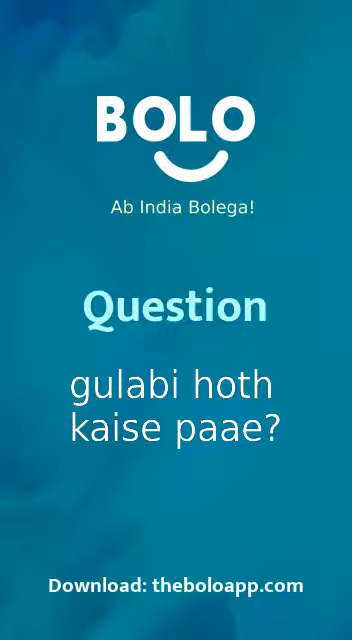 BOLO
Ab India Bolega!
Question
gulabi hoth
kaise paae?
Download: theboloapp.com